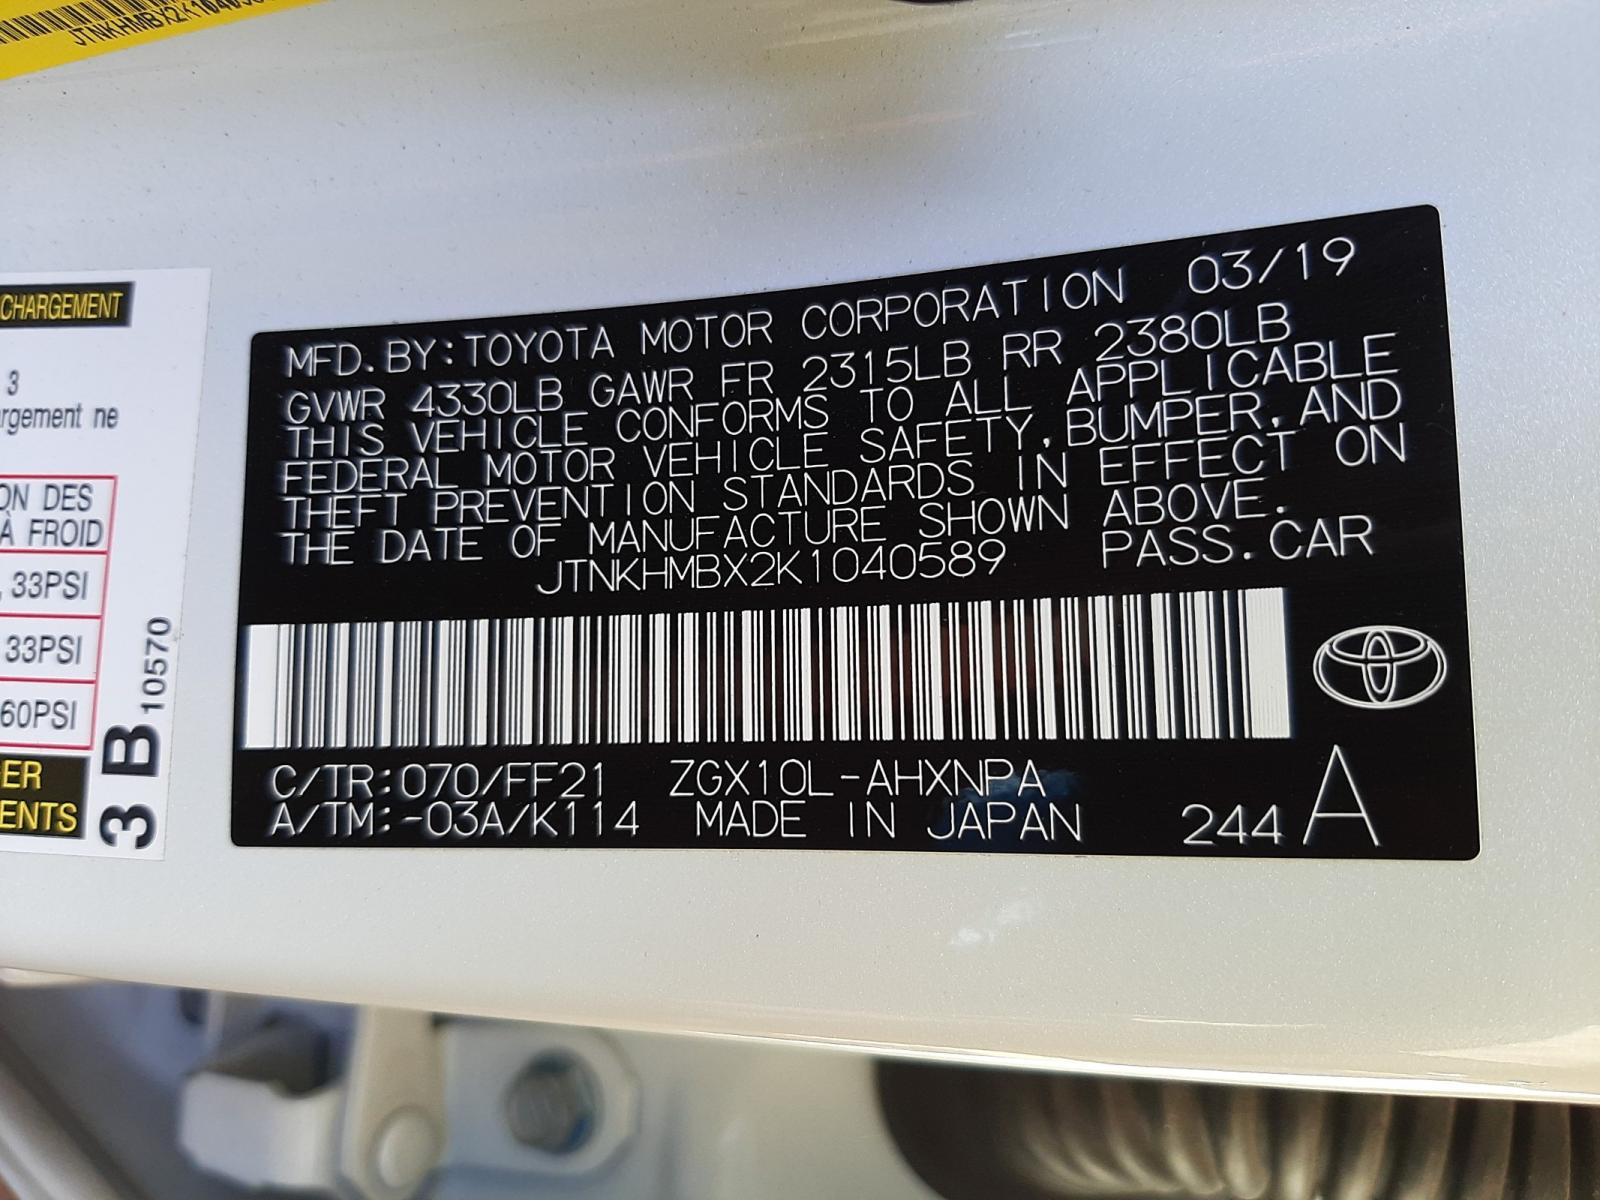 CHARGEMENT
3
rgement ne
ON DES
À FROID
33PSI
33PSI
60PSI
ER
ENTS
3 B 10570
MFD.BY:TOYOTA MOTOR CORPORATION 03/19
GVWR 4330LB GAWR FR 2315LB RR 2380LB
THIS VEHICLE CONFORMS TO ALL APPLICABLE
FEDERAL MOTOR VEHICLE SAFETY, BUMPER, AND
THEFT PREVENTION STANDARDS IN EFFECT ON
THE DATE OF MANUFACTURE SHOWN ABOVE.
JTNKHMBX2K1040589 PASS.CAR
C/TR:070/FF21 ZGX10L-AHXNPA
A/TM:-03A/K114 MADE IN JAPAN 244 A